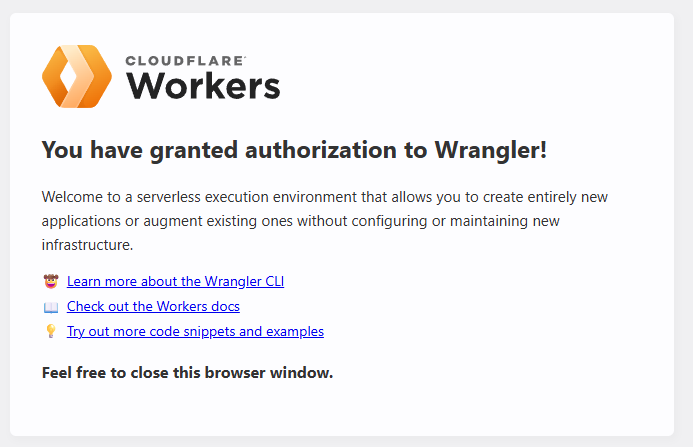 CLOUDFLARE
Workers
You have granted authorization to Wrangler!
Welcome to a serverless execution environment that allows you to create entirely new
applications or augment existing ones without configuring or maintaining new
infrastructure.
Learn more about the Wrangler CLI
Check out the Workers docs
Try out more code snippets and examples
Feel free to close this browser window.